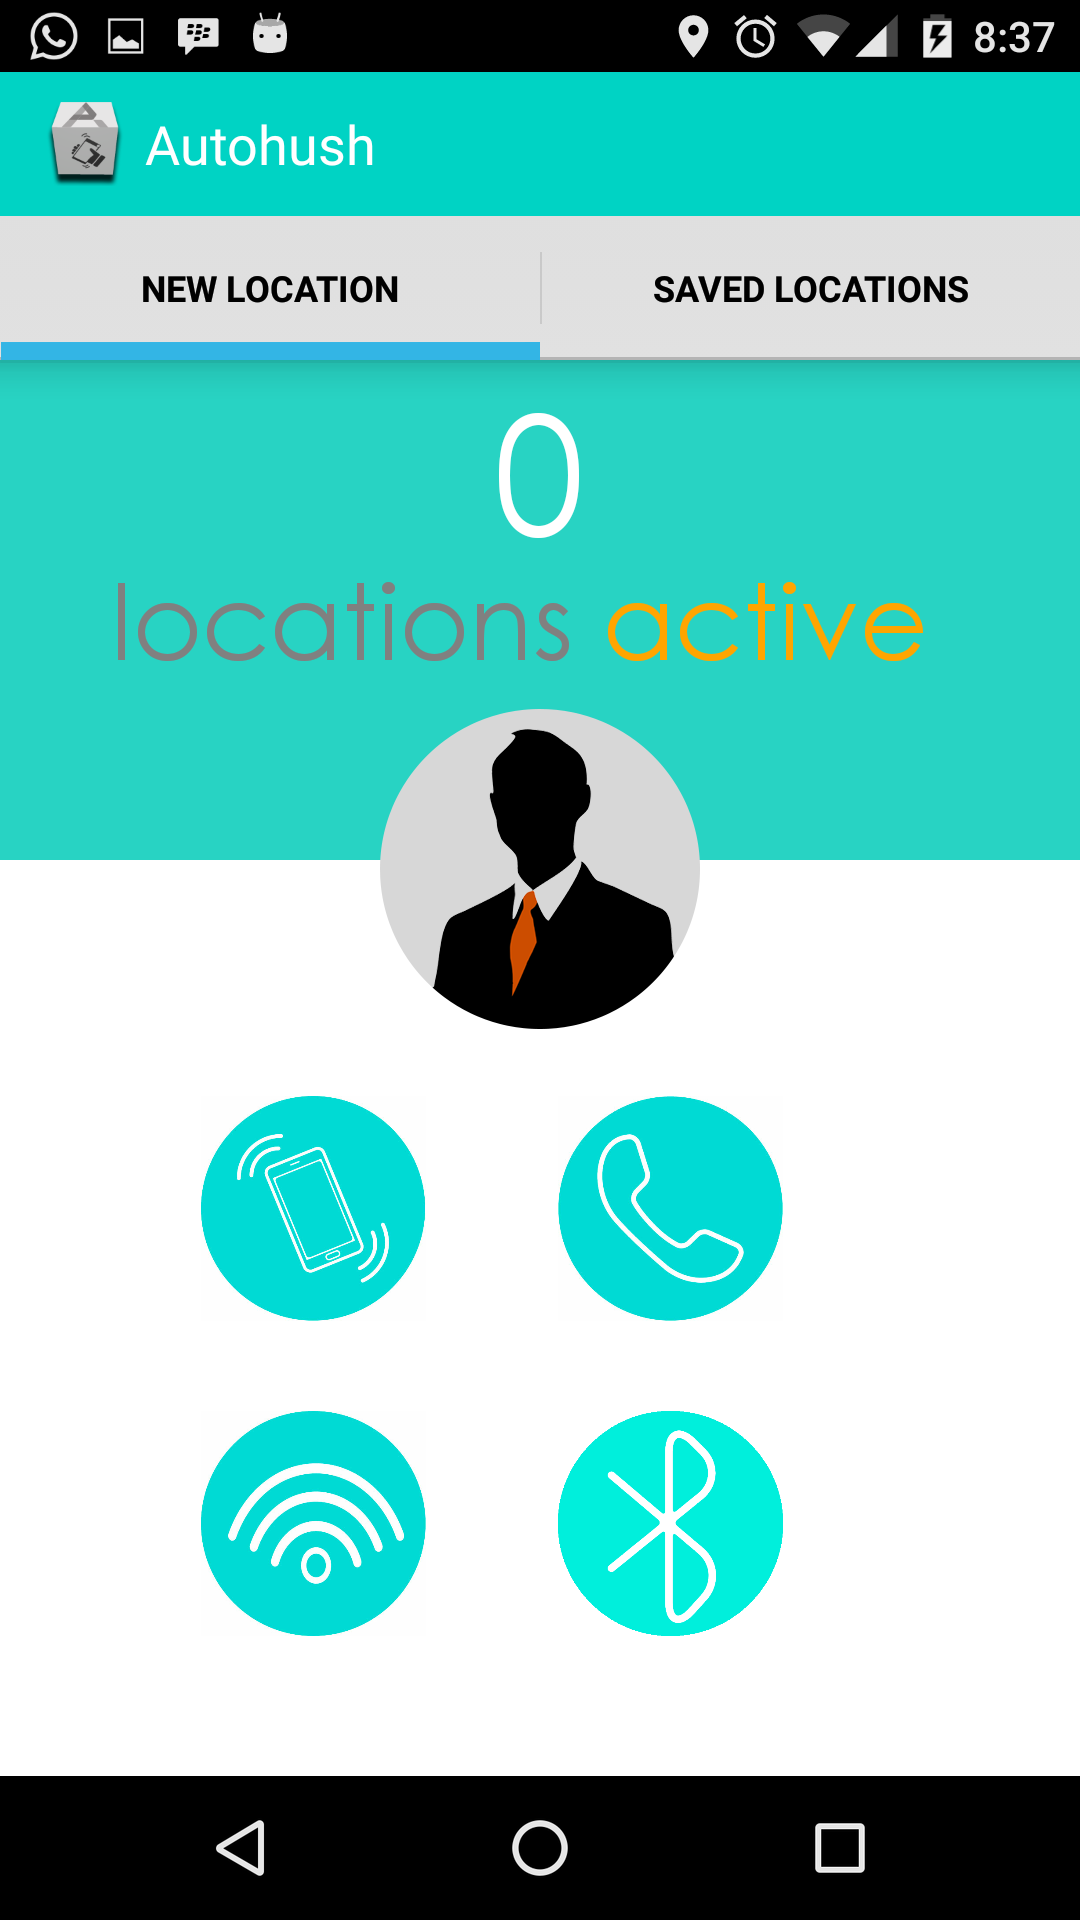 8:37
Autohush
NEW LOCATION
SAVED LOCATIONS
0
locations active